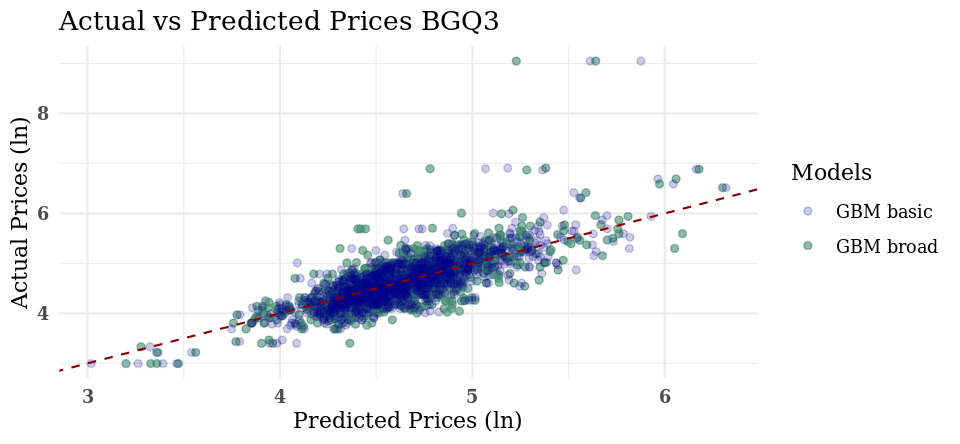 Actual vs Predicted Prices BGQ3
Actual Prices (ln)
8
6
4
3
4
5
6
Predicted Prices (ln)
Models
GBM basic
GBM broad